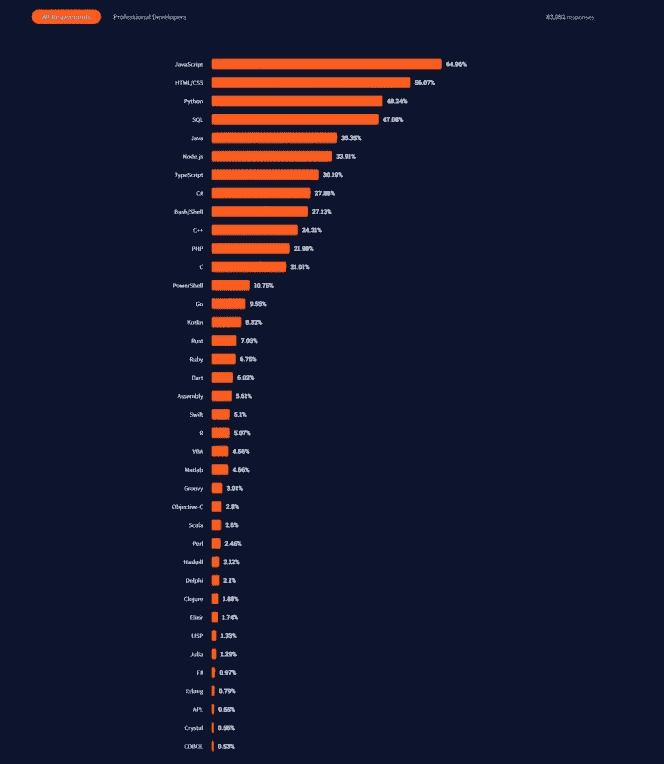 All Respondents Professional Developers 83,052 responses
JavaScript 64.96%
HTML/CSS 56.07%
Python 48.24%
SQL 47.08%
Java 35.35%
Node.js 33.91%
TypeScript 30.19%
C# 27.86%
Bash/Shell 27.13%
C++ 24.31%
PHP 21.98%
C 21.01%
PowerShell 10.75%
Go 9.55%
Kotlin 8.32%
Rust 7.03%
Ruby 6.75%
Dart 6.02%
Assembly 5.61%
Swift 5.1%
R 5.07%
VBA 4.66%
Matlab 4.66%
Groovy 3.01%
Objective-C 2.8%
Scala 2.6%
Perl 2.46%
Haskell 2.12%
Delphi 2.1%
Clojure 1.88%
Elixir 1.74%
LISP 1.33%
Julia 1.29%
F# 0.97%
Erlang 0.79%
APL 0.65%
Crystal
COBOL 0.53%